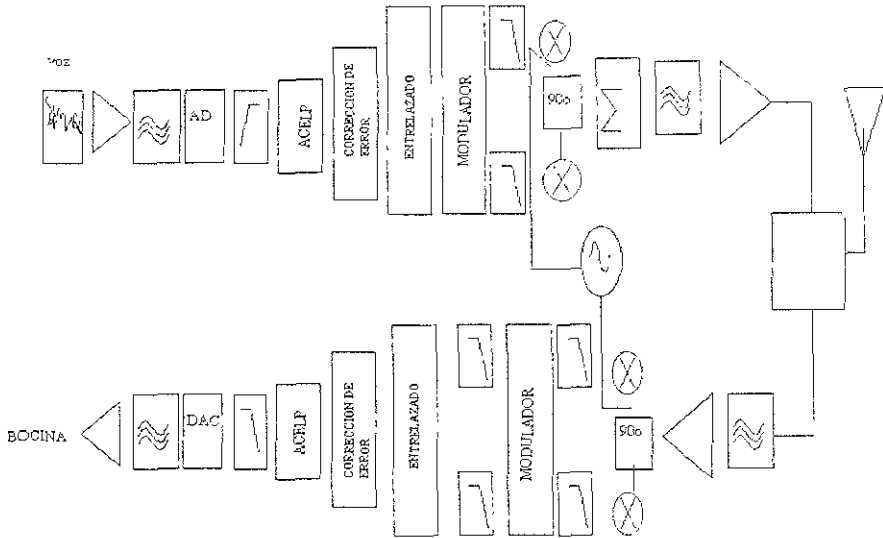 voz
AD
ACELP
CORRECCION DE
ERROR
ENTRELAZADO
MODULADOR
90o
BOCINA
DAC
ACELP
CORRECCION DE
ERROR
ENTRELAZADO
MODULADOR
90o